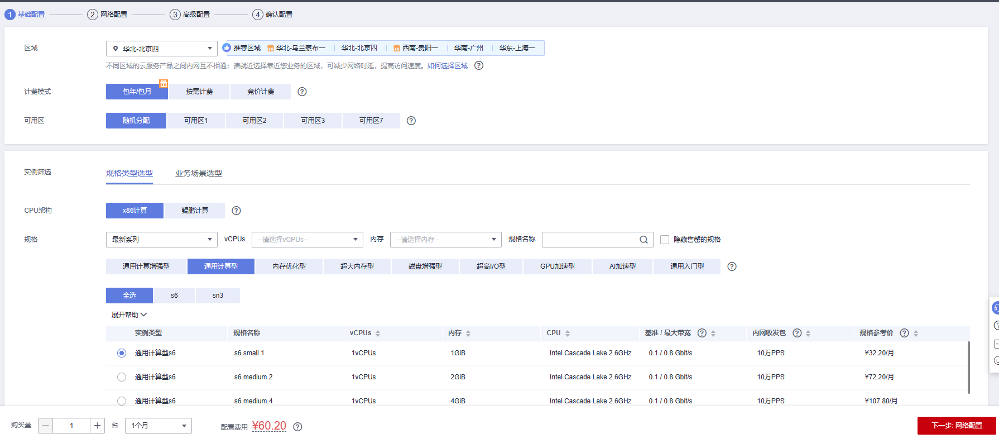 1 基础配置 2 网络配置 3 高级配置 4 确认配置
区域 华北-北京四 推荐区域 华北-乌兰察布一 华北-北京四 西南-贵阳一 华南-广州 华东-上海一
不同区域的云服务产品之间内网互不相通；请就近选择靠近您业务的区域，可减少网络时延，提高访问速度。如何选择区域 ?
计费模式 包年/包月 按需计费 竞价计费 ?
可用区 随机分配 可用区1 可用区2 可用区3 可用区7 ?
实例筛选 规格类型选型 业务场景选型
CPU架构 x86计算 鲲鹏计算 ?
规格 最新系列 vCPUs --请选择vCPUs-- 内存 --请选择内存-- 规格名称 隐藏售罄的规格
通用计算增强型 通用计算型 内存优化型 超大内存型 磁盘增强型 超高I/O型 GPU加速型 AI加速型 通用入门型 ?
全选 s6 sn3
展开帮助
实例类型 规格名称 vCPUs 内存 CPU 基准 / 最大带宽 ? 内网收发包 ? 规格参考价 ?
通用计算型s6 s6.small.1 1vCPUs 1GiB Intel Cascade Lake 2.6GHz 0.1 / 0.8 Gbit/s 10万PPS ¥32.20/月
通用计算型s6 s6.medium.2 1vCPUs 2GiB Intel Cascade Lake 2.6GHz 0.1 / 0.8 Gbit/s 10万PPS ¥72.20/月
通用计算型s6 s6.medium.4 1vCPUs 4GiB Intel Cascade Lake 2.6GHz 0.1 / 0.8 Gbit/s 10万PPS ¥107.80/月
购买量 — 1 + 台 1个月 配置费用 ¥60.20 ? 下一步: 网络配置